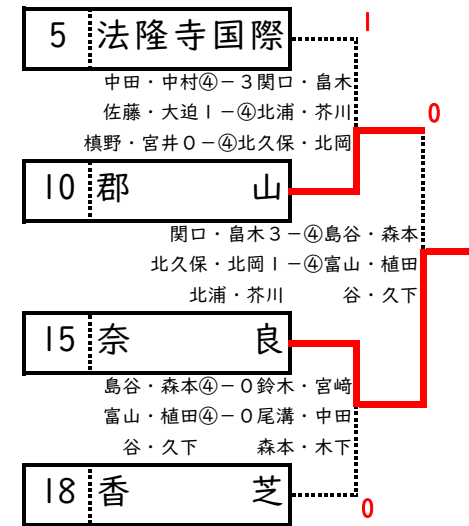 5 法隆寺国際
1
中田・中村④－3関口・畠木
佐藤・大迫1－④北浦・芥川
0
槙野・宮井0－④北久保・北岡
10 郡 山
関口・畠木3－④島谷・森本
北久保・北岡1－④富山・植田
北浦・芥川 谷・久下
15 奈 良
島谷・森本④－0鈴木・宮﨑
富山・植田④－0尾溝・中田
谷・久下 森本・木下
18 香 芝
0